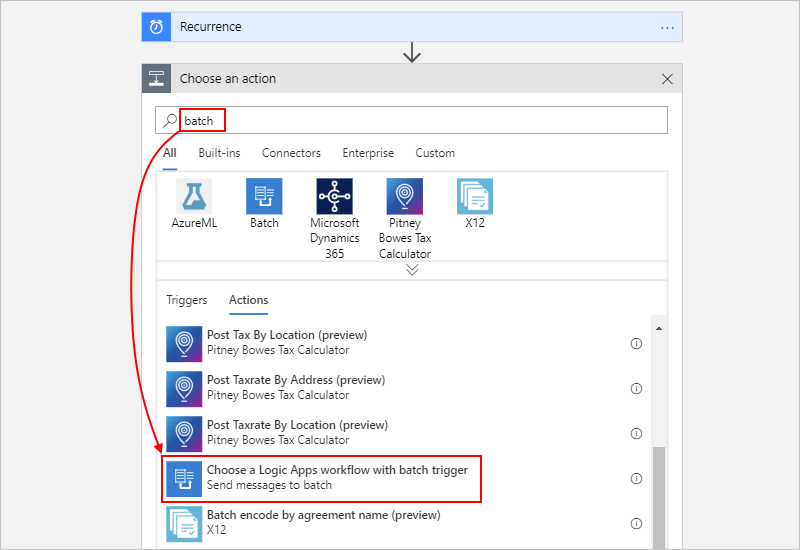 Recurrence
...
Choose an action
batch
All Built-ins Connectors Enterprise Custom
AzureML
Batch
Microsoft
Dynamics
365
Pitney
Bowes Tax
Calculator
X12
Triggers Actions
Post Tax By Location (preview)
Pitney Bowes Tax Calculator
Post Taxrate By Address (preview)
Pitney Bowes Tax Calculator
Post Taxrate By Location (preview)
Pitney Bowes Tax Calculator
Choose a Logic Apps workflow with batch trigger
Send messages to batch
Batch encode by agreement name (preview)
X12